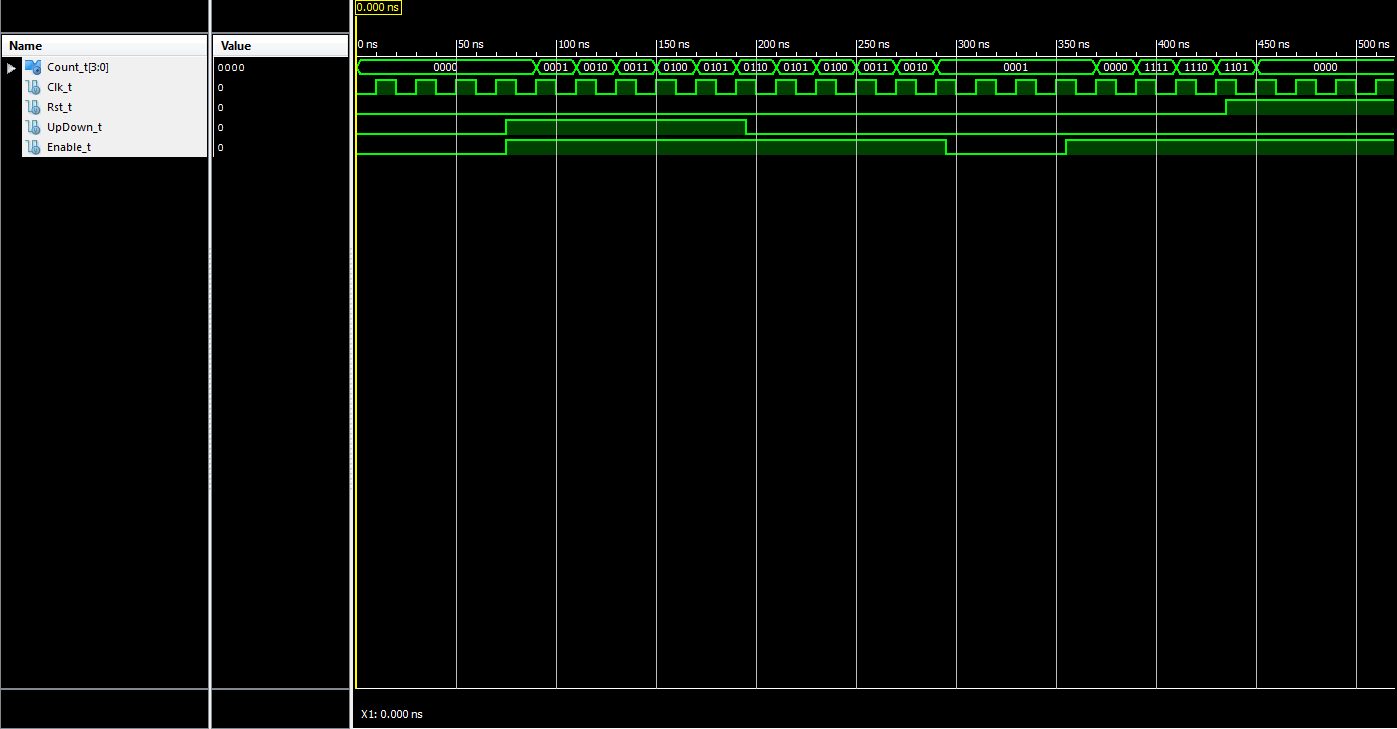 0.000 ns
Name Value
0 ns 50 ns 100 ns 150 ns 200 ns 250 ns 300 ns 350 ns 400 ns 450 ns 500 ns
Count_t[3:0] 0000 0000 0001 0010 0011 0100 0101 0110 0101 0100 0011 0010 0001 0000 1111 1110 1101 0000
Clk_t 0
Rst_t 0
UpDown_t 0
Enable_t 0
X1: 0.000 ns